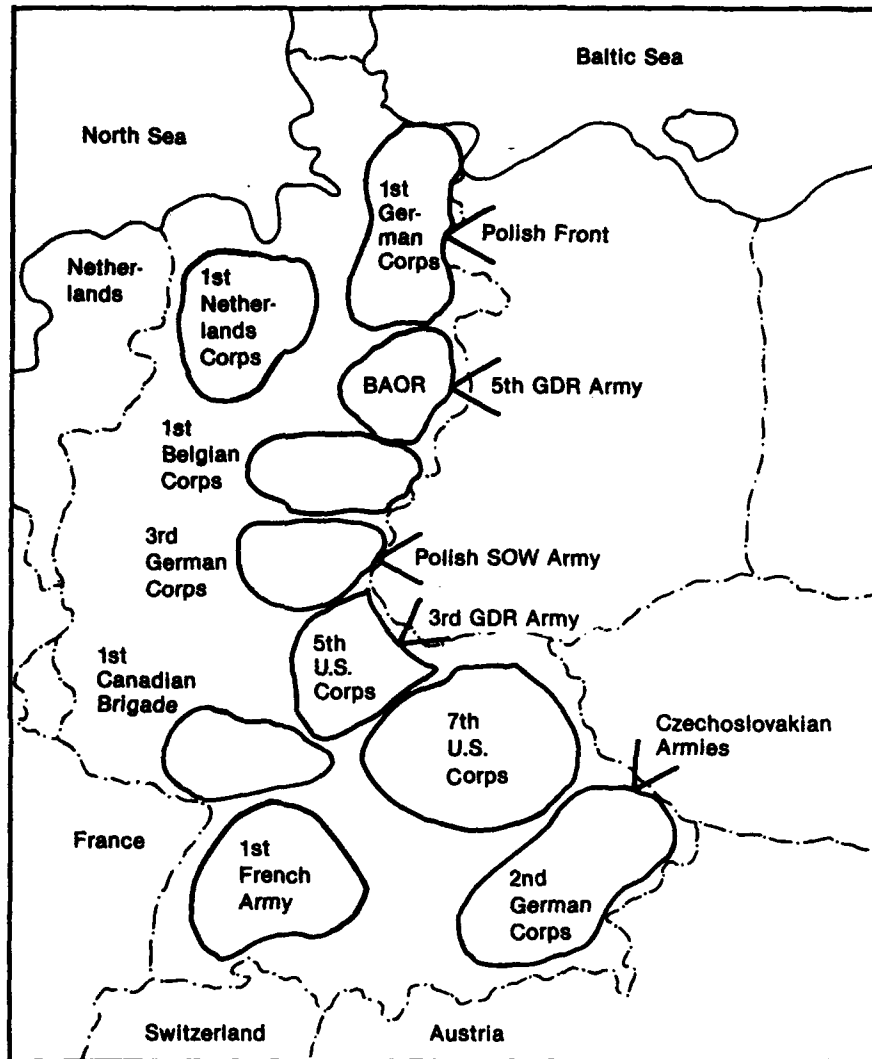 Baltic Sea
North Sea
1st
Ger-
man
Corps
Polish Front
Nether-
lands
1st
Nether-
lands
Corps
BAOR
5th GDR Army
1st
Belgian
Corps
3rd
German
Corps
Polish SOW Army
3rd GDR Army
5th
U.S.
Corps
1st
Canadian
Brigade
7th
U.S.
Corps
Czechoslovakian
Armies
France
1st
French
Army
2nd
German
Corps
Switzerland
Austria